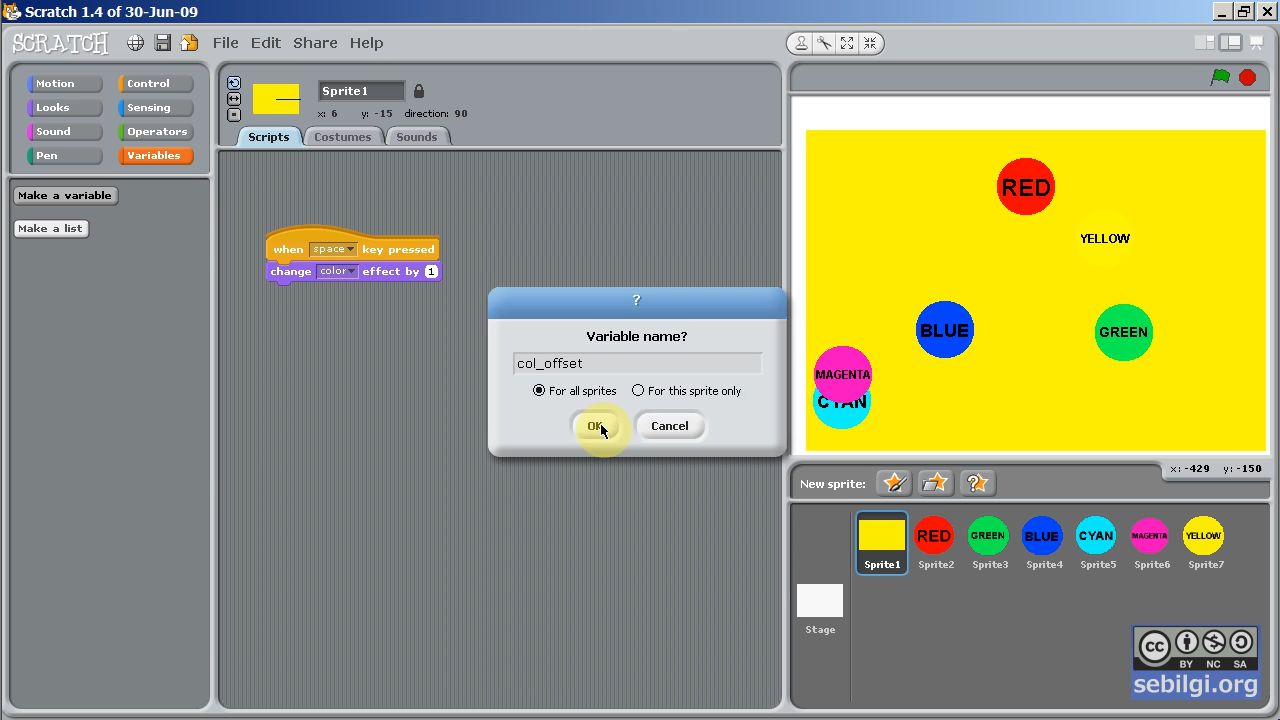 Scratch 1.4 of 30-Jun-09
SCRATCH
File Edit Share Help
Motion Control
Looks Sensing
Sound Operators
Pen Variables
Make a variable
Make a list
Sprite1
x: 6 y: -15 direction: 90
Scripts Costumes Sounds
when space key pressed
change color effect by 1
?
Variable name?
col_offset
For all sprites For this sprite only
OK Cancel
RED
YELLOW
BLUE
GREEN
MAGENTA
CYAN
x:-429 y:-150
New sprite:
?
RED GREEN BLUE CYAN MAGENTA YELLOW
Sprite1 Sprite2 Sprite3 Sprite4 Sprite5 Sprite6 Sprite7
Stage
cc
BY NC SA
sebilgi.org